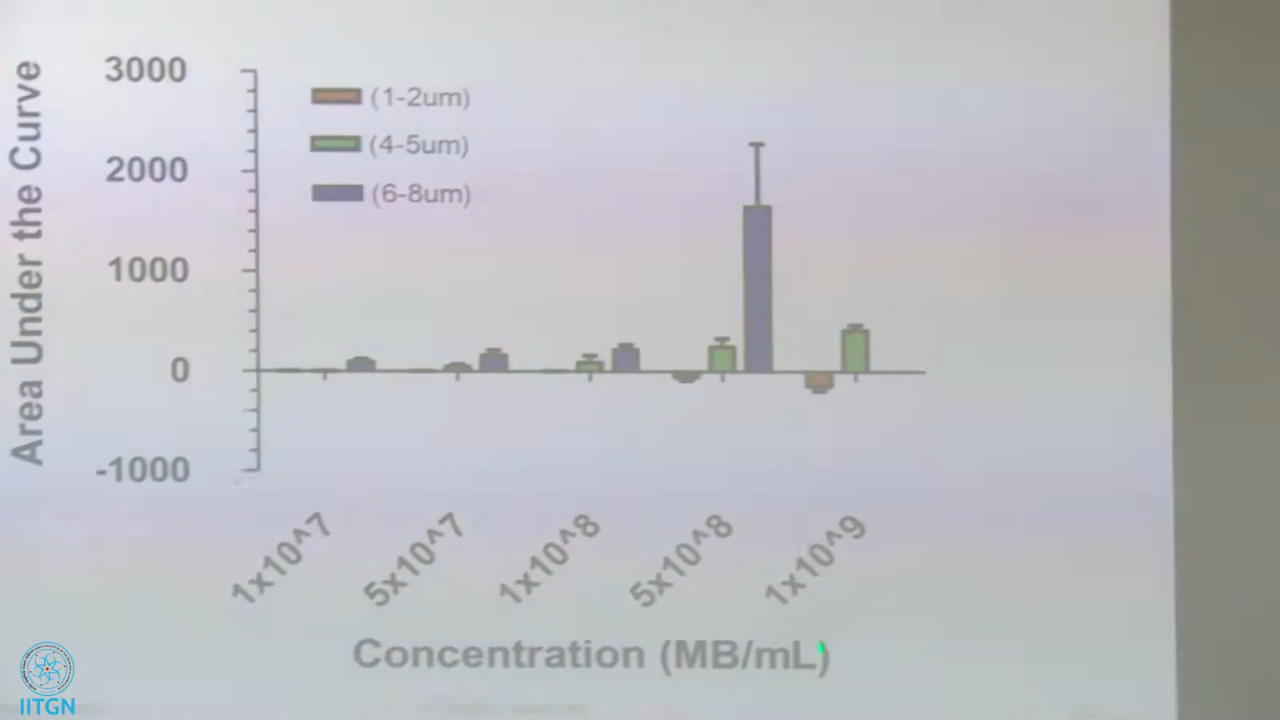 Area Under the Curve
3000
2000
1000
0
-1000
(1-2um)
(4-5um)
(6-8um)
1x10^7
5x10^7
1x10^8
5x10^8
1x10^9
Concentration (MB/mL)
IITGN